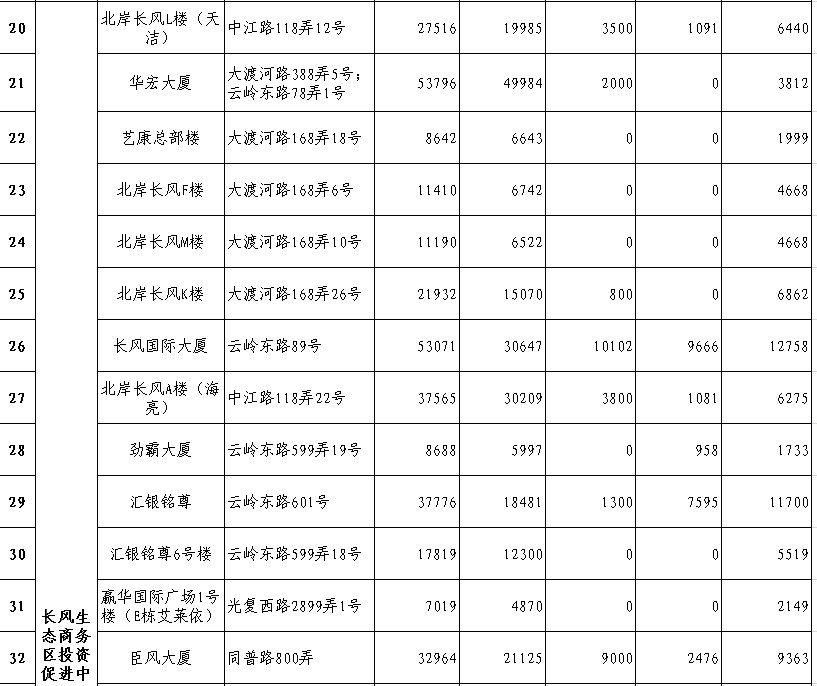 20 北岸长风L楼（天洁） 中江路118弄12号 27516 19985 3500 1091 6440
21 华宏大厦 大渡河路388弄5号；云岭东路78弄1号 53796 49984 2000 0 3812
22 艺康总部楼 大渡河路168弄18号 8642 6643 0 0 1999
23 北岸长风F楼 大渡河路168弄6号 11410 6742 0 0 4668
24 北岸长风M楼 大渡河路168弄10号 11190 6522 0 0 4668
25 北岸长风K楼 大渡河路168弄26号 21932 15070 800 0 6862
26 长风国际大厦 云岭东路89号 53071 30647 10102 9666 12758
27 北岸长风A楼（海亮） 中江路118弄22号 37565 30209 3800 1081 6275
28 劲霸大厦 云岭东路599弄19号 8688 5997 0 958 1733
29 汇银铭尊 云岭东路601号 37776 18481 1300 7595 11700
30 汇银铭尊6号楼 云岭东路599弄18号 17819 12300 0 0 5519
31 赢华国际广场1号楼（E栋艾莱依） 光复西路2899弄1号 7019 4870 0 0 2149
32 臣风大厦 同普路800弄 32964 21125 9000 2476 9363
长风生
态商务
区投资
促进中